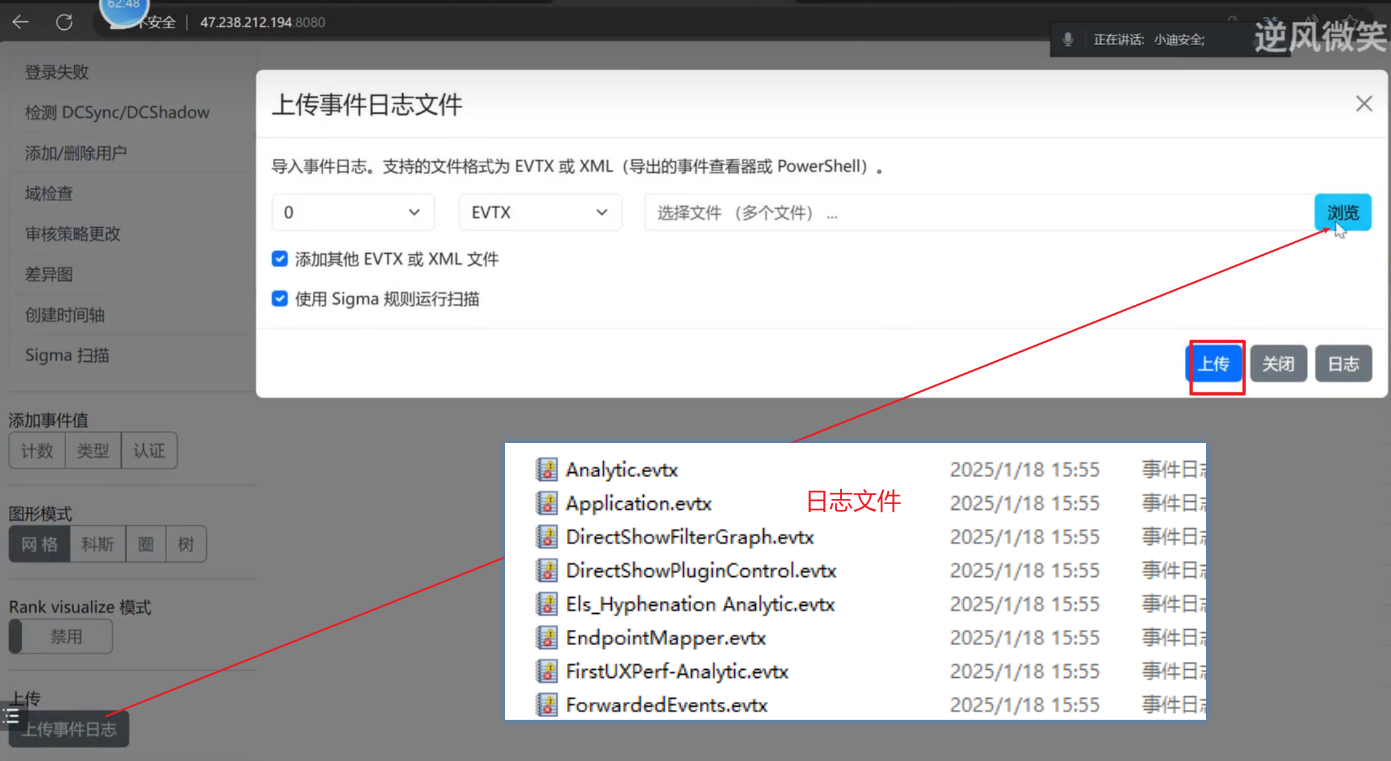 62:48
不安全 47.238.212.194:8080
正在讲话: 小迪安全;
逆风微笑
登录失败
检测 DCSync/DCShadow
添加/删除用户
域检查
审核策略更改
差异图
创建时间轴
Sigma 扫描
添加事件值
计数 类型 认证
图形模式
网格 科斯 圈 树
Rank visualize 模式
禁用
上传
上传事件日志
上传事件日志文件
导入事件日志。支持的文件格式为 EVTX 或 XML（导出的事件查看器或 PowerShell）。
0 EVTX 选择文件 （多个文件） ... 浏览
添加其他 EVTX 或 XML 文件
使用 Sigma 规则运行扫描
上传 关闭 日志
日志文件
Analytic.evtx 2025/1/18 15:55 事件日
Application.evtx 2025/1/18 15:55 事件日
DirectShowFilterGraph.evtx 2025/1/18 15:55 事件日
DirectShowPluginControl.evtx 2025/1/18 15:55 事件日
Els_Hyphenation Analytic.evtx 2025/1/18 15:55 事件日
EndpointMapper.evtx 2025/1/18 15:55 事件日
FirstUXPerf-Analytic.evtx 2025/1/18 15:55 事件日
ForwardedEvents.evtx 2025/1/18 15:55 事件日